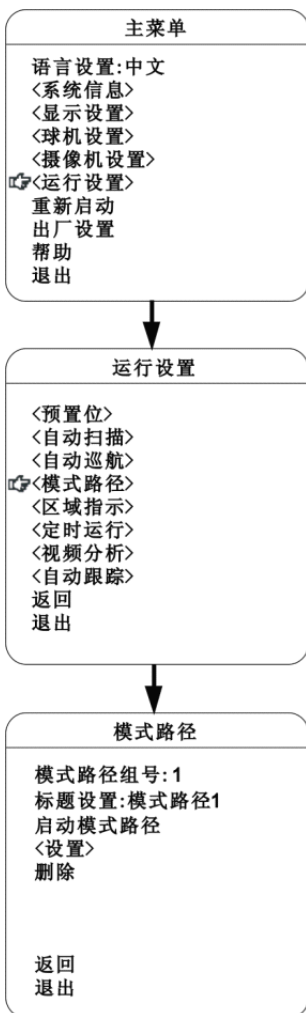 主菜单
语言设置:中文
<系统信息>
<显示设置>
<球机设置>
<摄像机设置>
<运行设置>
重新启动
出厂设置
帮助
退出
运行设置
<预置位>
<自动扫描>
<自动巡航>
<模式路径>
<区域指示>
<定时运行>
<视频分析>
<自动跟踪>
返回
退出
模式路径
模式路径组号:1
标题设置:模式路径1
启动模式路径
<设置>
删除
返回
退出